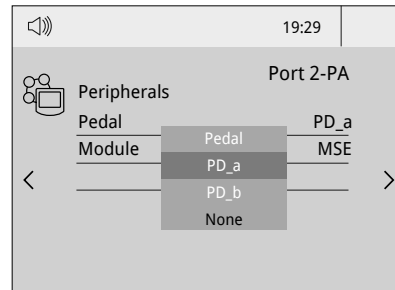 19:29
Port 2-PA
Peripherals
Pedal PD_a
Module MSE
Pedal
PD_a
PD_b
None